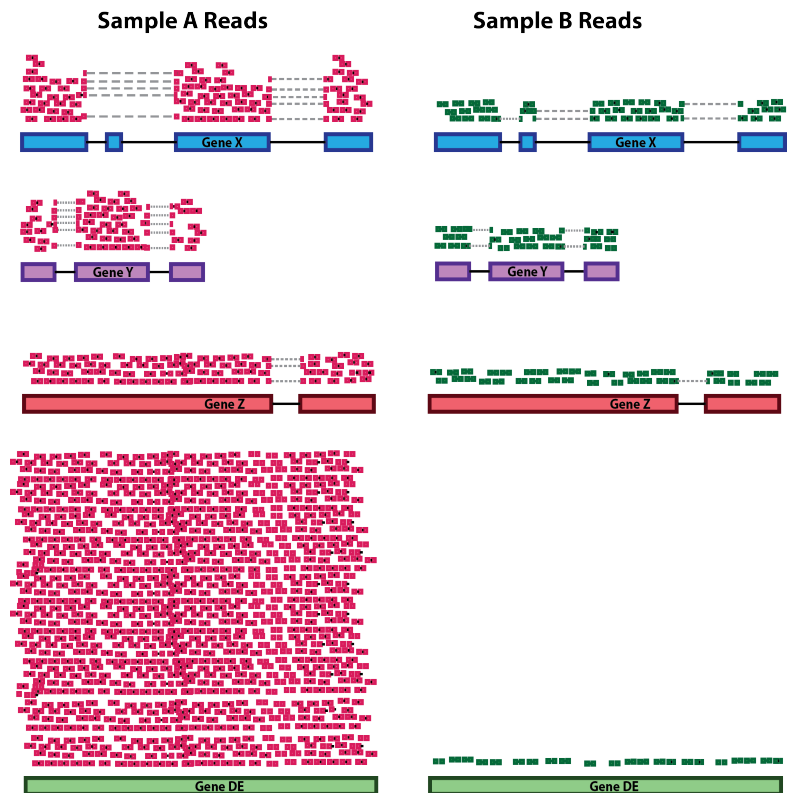 Sample A Reads
Sample B Reads
Gene X
Gene X
Gene Y
Gene Y
Gene Z
Gene Z
Gene DE
Gene DE